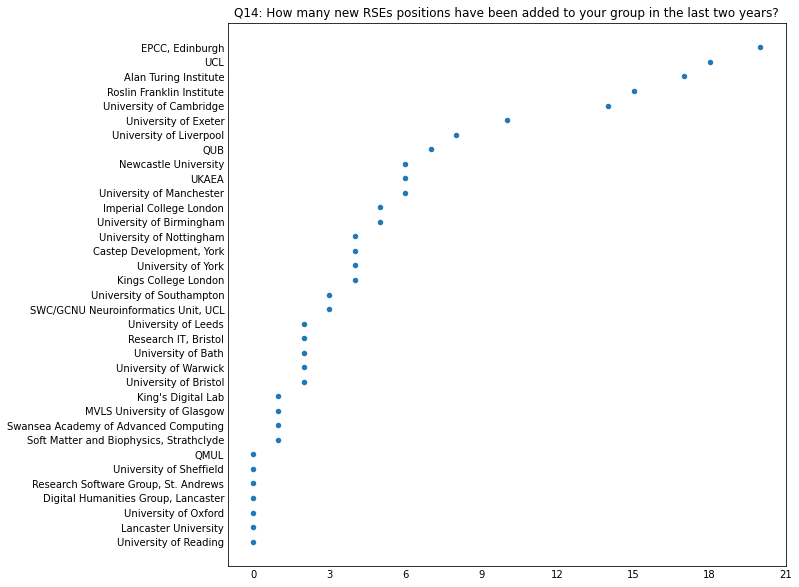 Q14: How many new RSEs positions have been added to your group in the last two years?
EPCC, Edinburgh
UCL
Alan Turing Institute
Roslin Franklin Institute
University of Cambridge
University of Exeter
University of Liverpool
QUB
Newcastle University
UKAEA
University of Manchester
Imperial College London
University of Birmingham
University of Nottingham
Castep Development, York
University of York
Kings College London
University of Southampton
SWC/GCNU Neuroinformatics Unit, UCL
University of Leeds
Research IT, Bristol
University of Bath
University of Warwick
University of Bristol
King's Digital Lab
MVLS University of Glasgow
Swansea Academy of Advanced Computing
Soft Matter and Biophysics, Strathclyde
QMUL
University of Sheffield
Research Software Group, St. Andrews
Digital Humanities Group, Lancaster
University of Oxford
Lancaster University
University of Reading
0 3 6 9 12 15 18 21